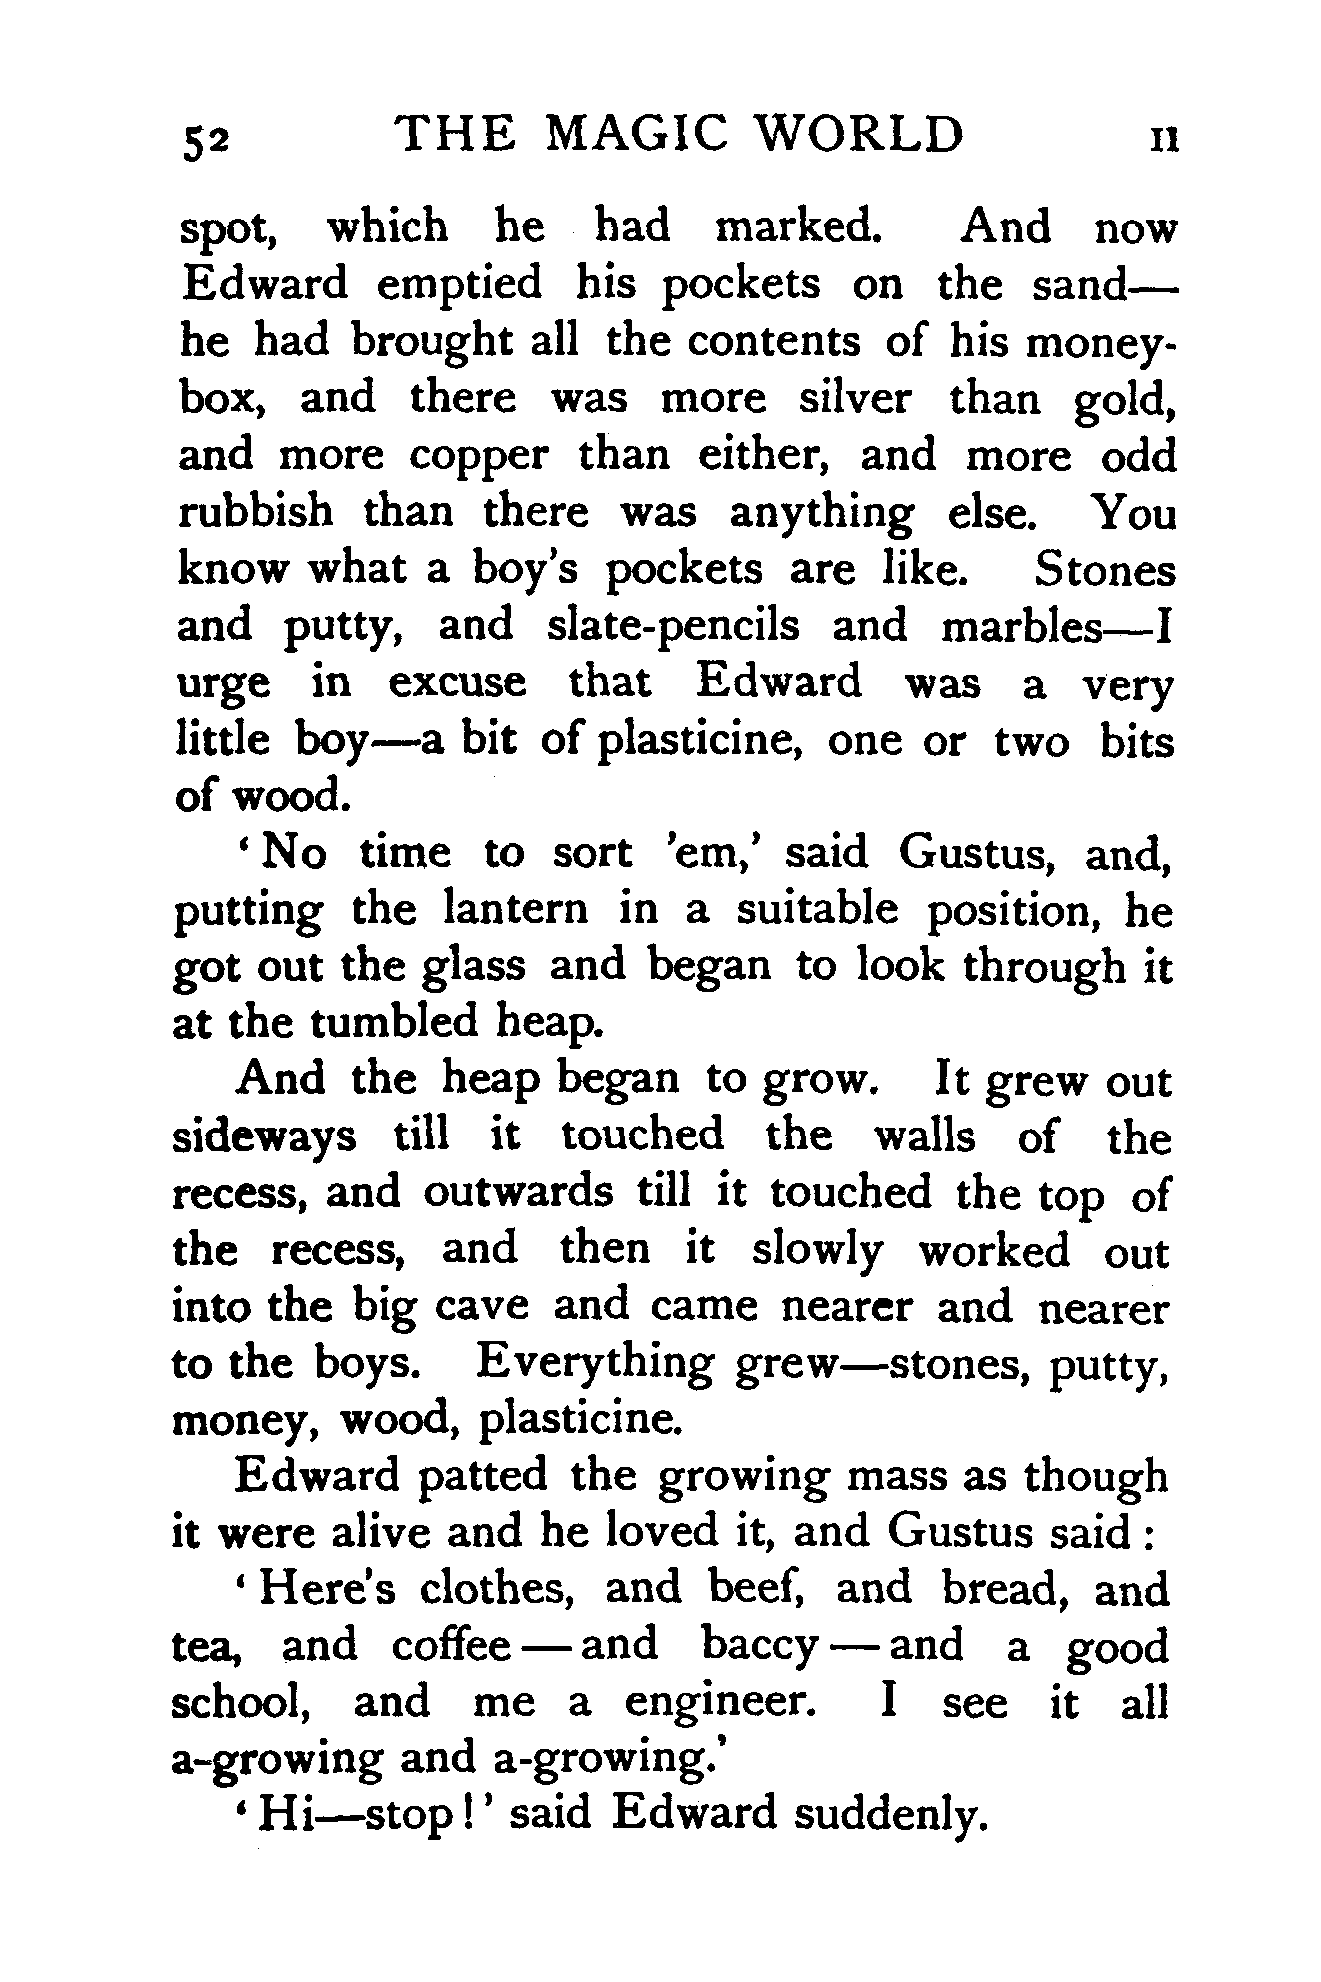 52 THE MAGIC WORLD II
spot, which he had marked. And now
Edward emptied his pockets on the sand—
he had brought all the contents of his money-
box, and there was more silver than gold,
and more copper than either, and more odd
rubbish than there was anything else. You
know what a boy's pockets are like. Stones
and putty, and slate-pencils and marbles—I
urge in excuse that Edward was a very
little boy—a bit of plasticine, one or two bits
of wood.
‘No time to sort ’em,’ said Gustus, and,
putting the lantern in a suitable position, he
got out the glass and began to look through it
at the tumbled heap.
And the heap began to grow. It grew out
sideways till it touched the walls of the
recess, and outwards till it touched the top of
the recess, and then it slowly worked out
into the big cave and came nearer and nearer
to the boys. Everything grew—stones, putty,
money, wood, plasticine.
Edward patted the growing mass as though
it were alive and he loved it, and Gustus said :
‘Here's clothes, and beef, and bread, and
tea, and coffee — and baccy — and a good
school, and me a engineer. I see it all
a-growing and a-growing.’
‘Hi—stop!’ said Edward suddenly.